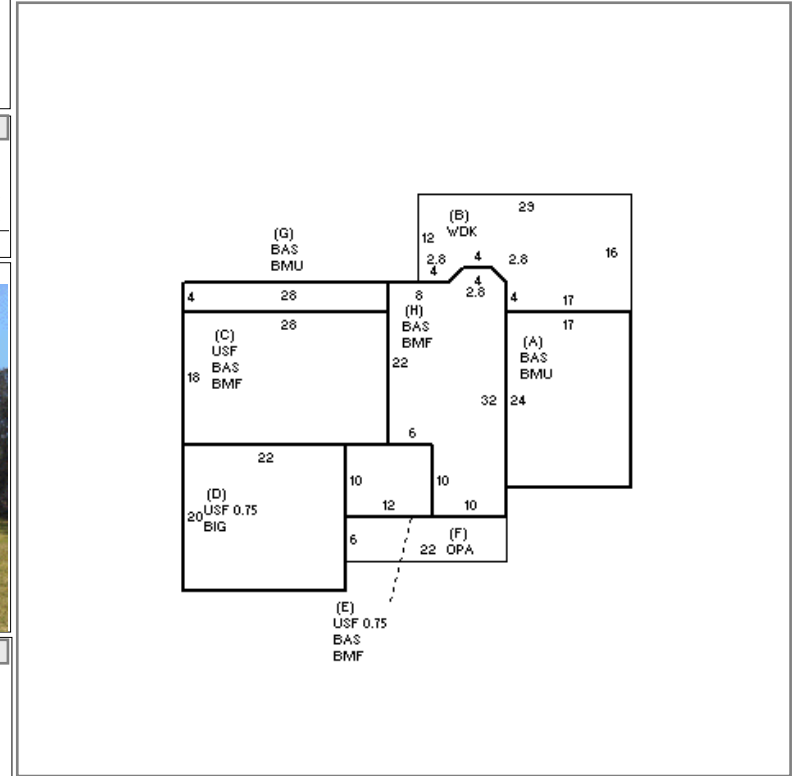 29
(B)
WDK
12
16
2.8 4 2.8
4
4
2.8
(G)
BAS
BMU
4 28
8
4 17
(H)
BAS
BMF
28
17
(C)
USF
BAS
BMF
(A)
BAS
BMU
22
18
32 24
6
22
10
10
12
10
(D)
USF 0.75
BIG
20
6
(F)
22 OPA
(E)
USF 0.75
BAS
BMF